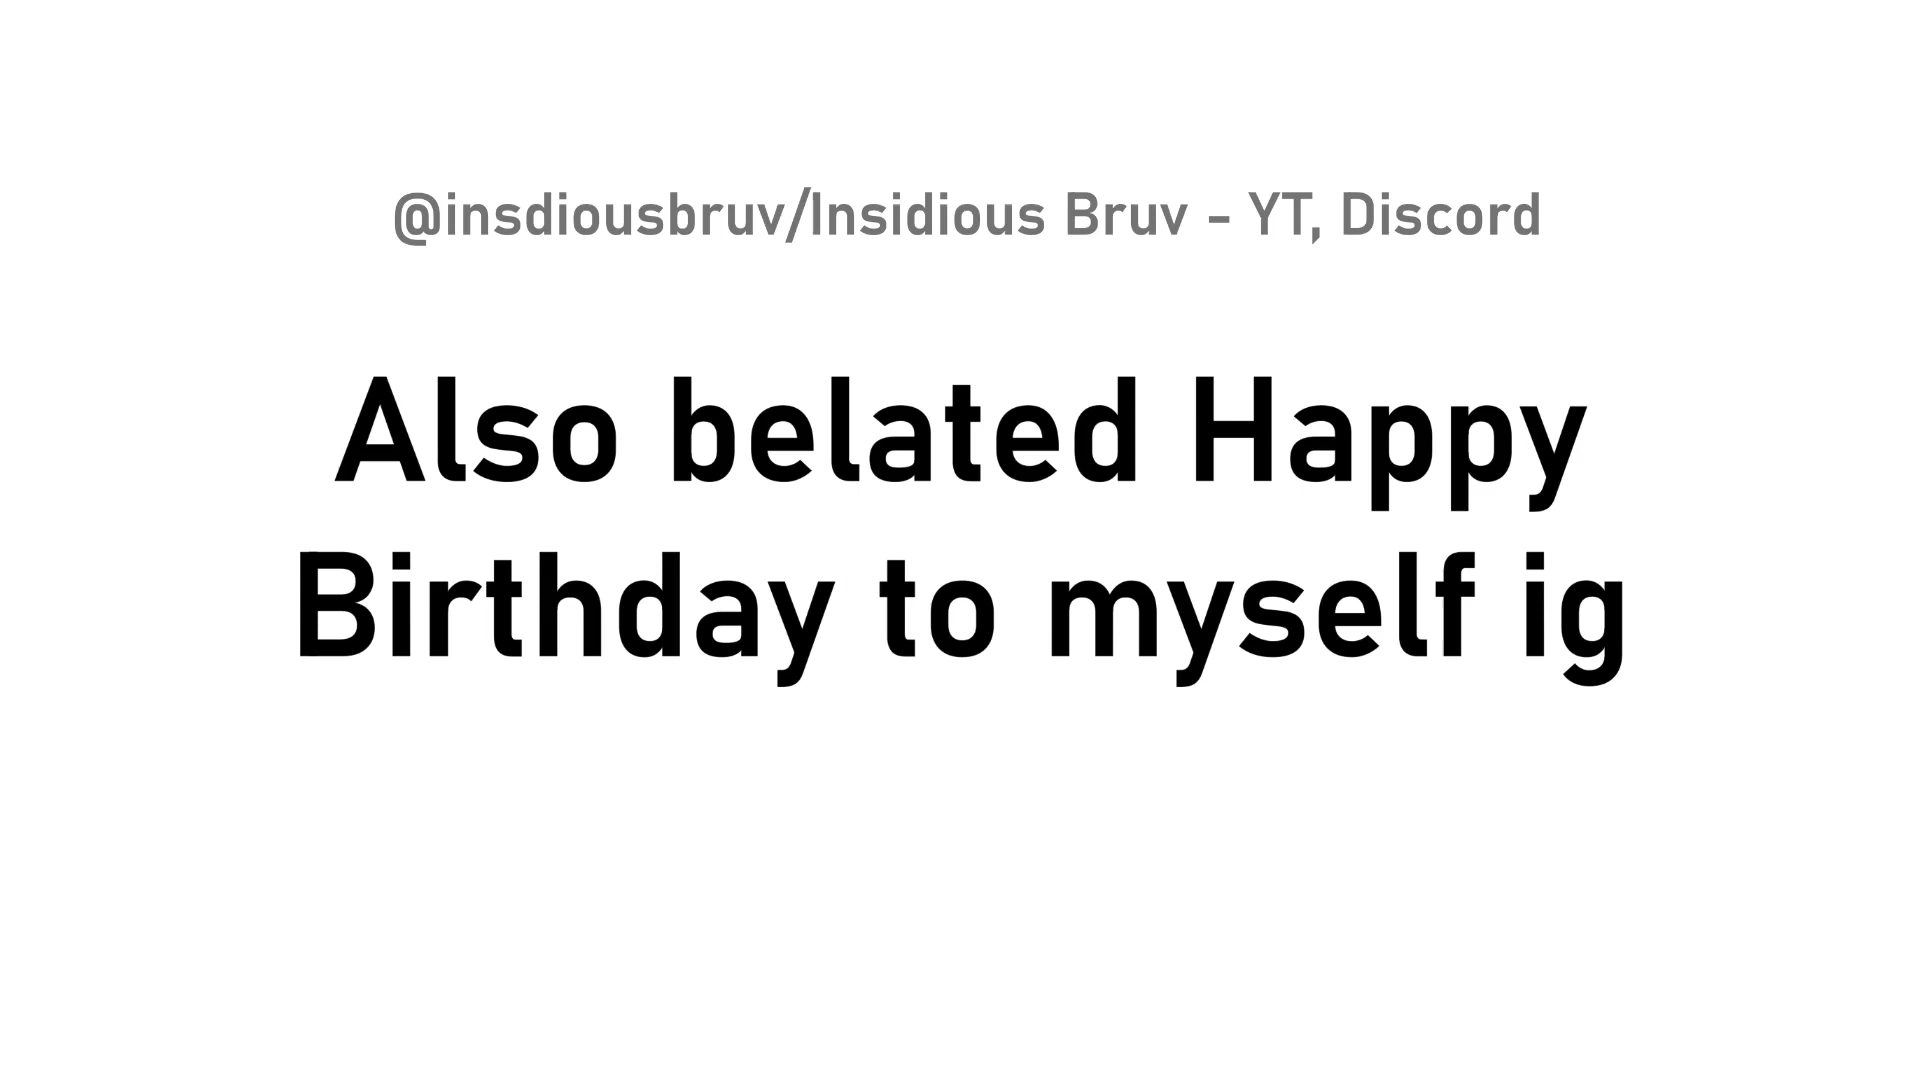 @insdiousbruv/Insidious Bruv - YT, Discord
Also belated Happy
Birthday to myself ig